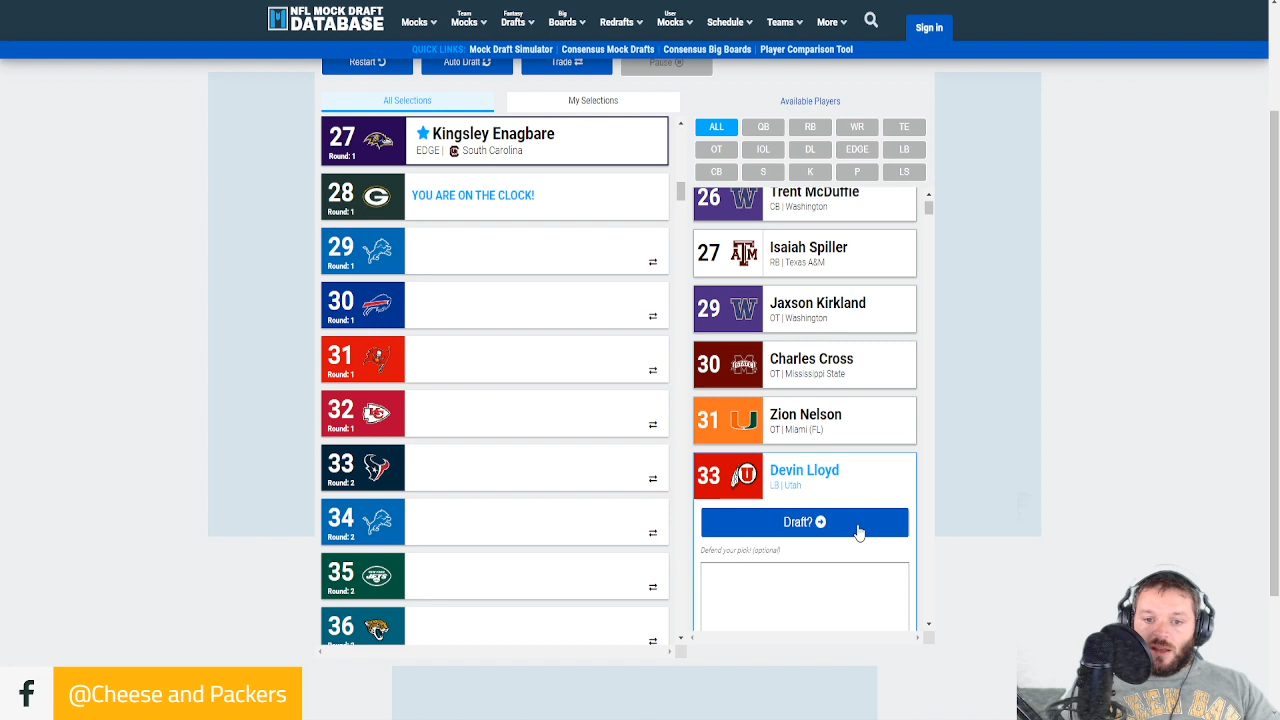 NFL MOCK DRAFT
DATABASE
Mocks
Team
Mocks
Fantasy
Drafts
Big
Boards
Redrafts
User
Mocks
Schedule
Teams
More
Sign in
QUICK LINKS: Mock Draft Simulator Consensus Mock Drafts Consensus Big Boards Player Comparison Tool
Restart
Auto Draft
Trade
Pause
All Selections
My Selections
27
Round: 1
Kingsley Enagbare
EDGE | South Carolina
28
Round: 1
YOU ARE ON THE CLOCK!
29
Round: 1
30
Round: 1
31
Round: 1
32
Round: 1
33
Round: 2
34
Round: 2
35
Round: 2
36
Round: 2
Available Players
ALL QB RB WR TE
OT IOL DL EDGE LB
CB S K P LS
26
Trent McDuffie
CB | Washington
27
Isaiah Spiller
RB | Texas A&M
29
Jaxson Kirkland
OT | Washington
30
Charles Cross
OT | Mississippi State
31
Zion Nelson
OT | Miami (FL)
33
Devin Lloyd
LB | Utah
Draft?
Defend your pick! (optional)
@Cheese and Packers
GREEN BAY